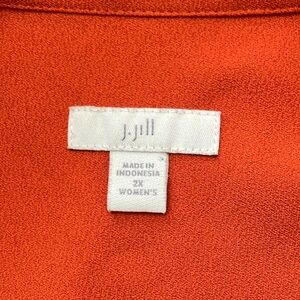 J.Jill
MADE IN
INDONESIA
2X
WOMEN'S